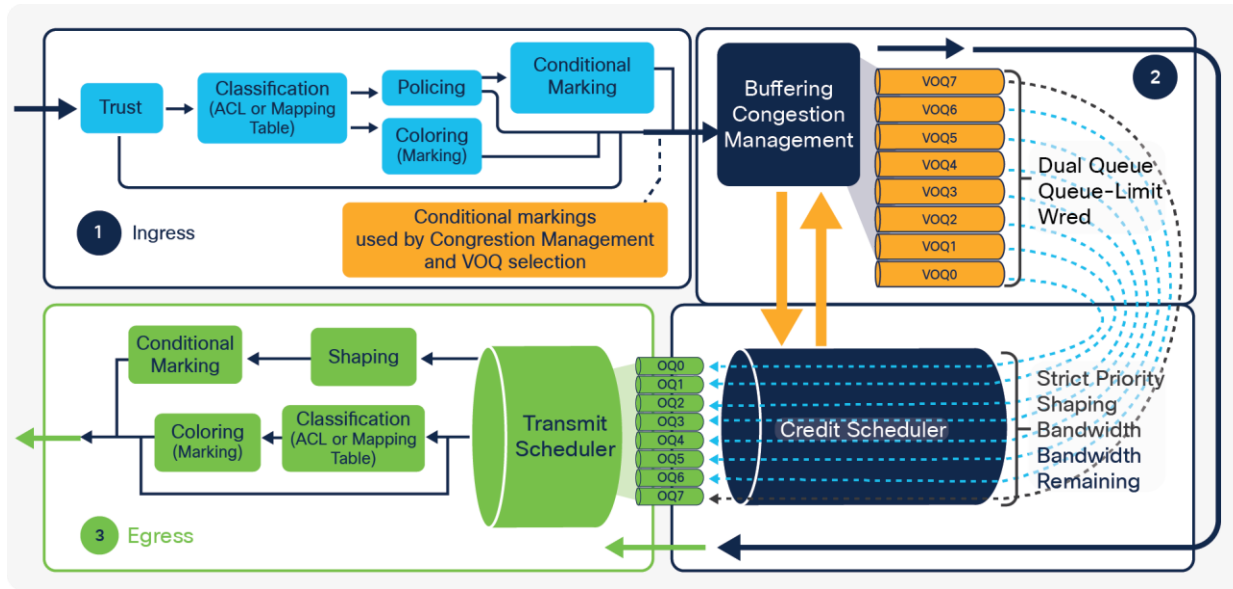 Trust
Classification
(ACL or Mapping
Table)
Policing
Coloring
(Marking)
Conditional
Marking
1
Ingress
Conditional markings
used by Congrestion Management
and VOQ selection
Buffering
Congestion
Management
VOQ7
VOQ6
VOQ5
VOQ4
VOQ3
VOQ2
VOQ1
VOQ0
2
Dual Queue
Queue-Limit
Wred
Conditional
Marking
Shaping
Coloring
(Marking)
Classification
(ACL or Mapping
Table)
3
Egress
Transmit
Scheduler
OQ0
OQ1
OQ2
OQ3
OQ4
OQ5
OQ6
OQ7
Credit Scheduler
Strict Priority
Shaping
Bandwidth
Bandwidth
Remaining